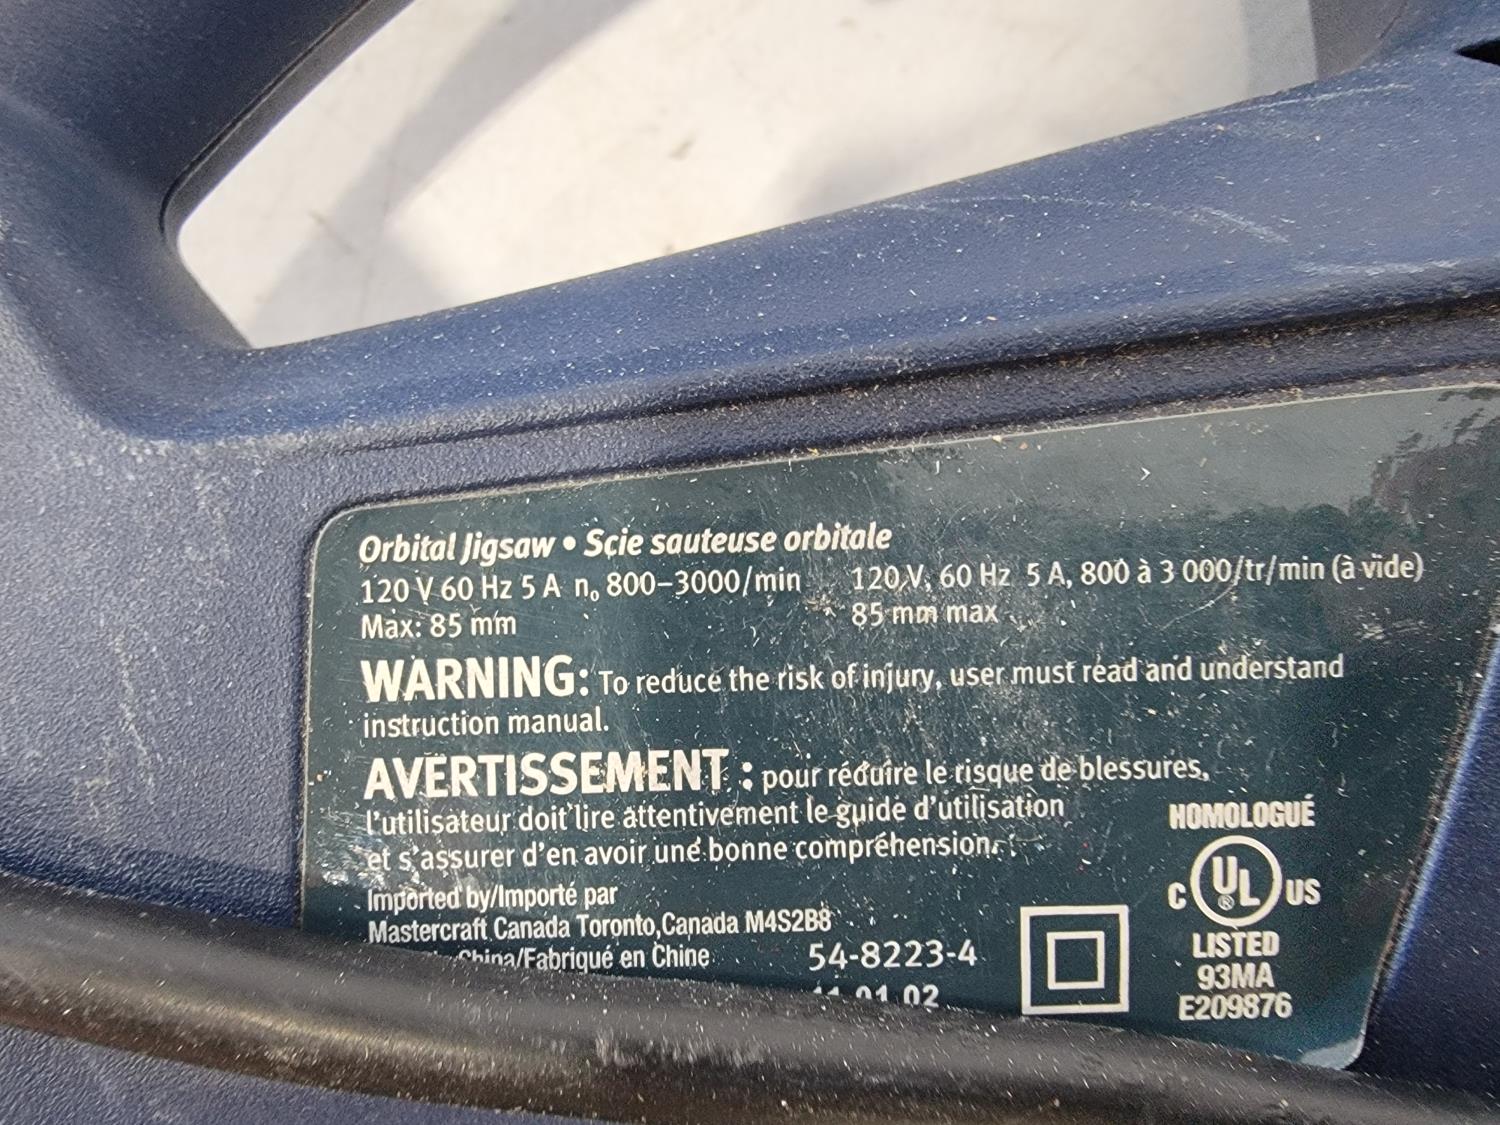 Orbital Jigsaw • Scie sauteuse orbitale
120 V 60 Hz 5 A n₀ 800–3000/min
Max: 85 mm
120 V, 60 Hz 5 A, 800 à 3 000/tr/min (à vide)
85 mm max
WARNING: To reduce the risk of injury, user must read and understand
instruction manual.
AVERTISSEMENT : pour réduire le risque de blessures,
l'utilisateur doit lire attentivement le guide d'utilisation
et s'assurer d'en avoir une bonne compréhension.
Imported by/Importé par
Mastercraft Canada Toronto,Canada M4S2B8
China/Fabriqué en Chine
54-8223-4
01.02
HOMOLOGUÉ
C UL® US
LISTED
93MA
E209876